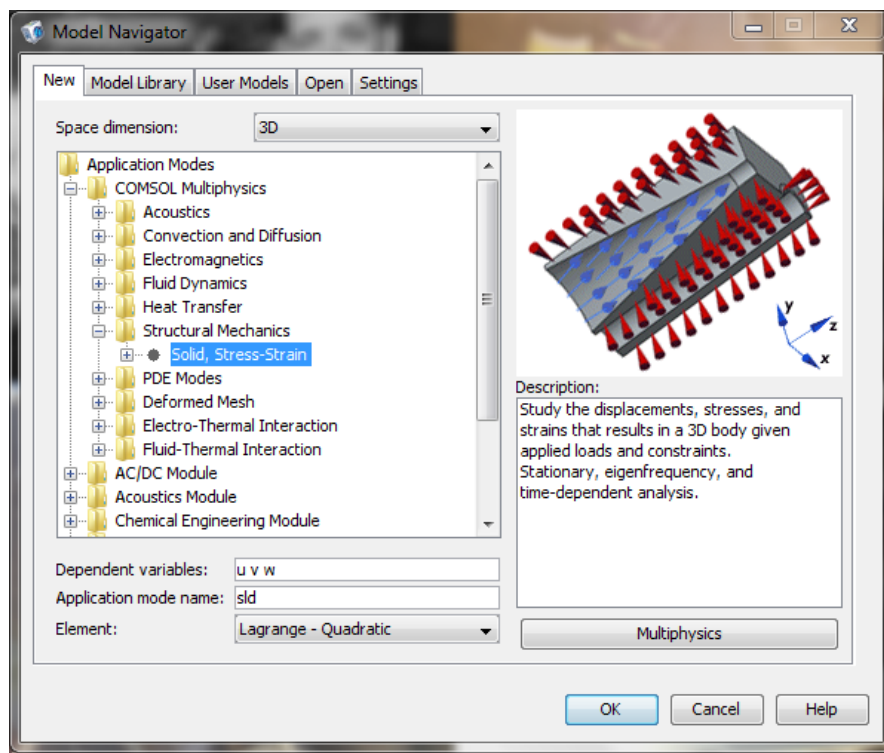 Model Navigator
New Model Library User Models Open Settings
Space dimension: 3D
Application Modes
COMSOL Multiphysics
Acoustics
Convection and Diffusion
Electromagnetics
Fluid Dynamics
Heat Transfer
Structural Mechanics
Solid, Stress-Strain
PDE Modes
Deformed Mesh
Electro-Thermal Interaction
Fluid-Thermal Interaction
AC/DC Module
Acoustics Module
Chemical Engineering Module
y
z
x
Description:
Study the displacements, stresses, and
strains that results in a 3D body given
applied loads and constraints.
Stationary, eigenfrequency, and
time-dependent analysis.
Dependent variables: u v w
Application mode name: sld
Element: Lagrange - Quadratic
Multiphysics
OK Cancel Help